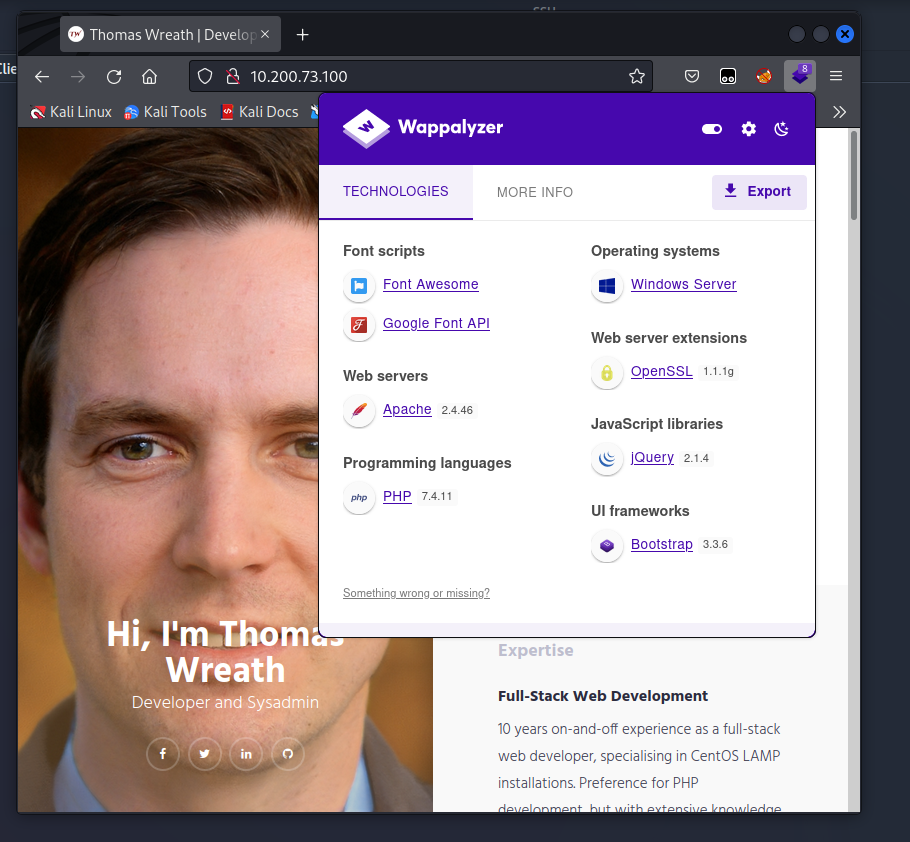 Thomas Wreath | Develop
10.200.73.100
8
Kali Linux
Kali Tools
Kali Docs
Wappalyzer
TECHNOLOGIES
MORE INFO
Export
Font scripts
Font Awesome
Google Font API
Web servers
Apache 2.4.46
Programming languages
php PHP 7.4.11
Operating systems
Windows Server
Web server extensions
OpenSSL 1.1.1g
JavaScript libraries
jQuery 2.1.4
UI frameworks
Bootstrap 3.3.6
Something wrong or missing?
Hi, I'm Thomas
Wreath
Developer and Sysadmin
Expertise
Full-Stack Web Development
10 years on-and-off experience as a full-stack
web developer, specialising in CentOS LAMP
installations. Preference for PHP
development, but with extensive knowledge